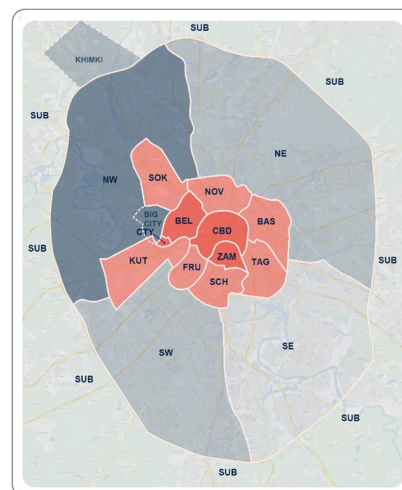 SUB
KHIMKI
SUB
SUB
NE
NW
SOK
NOV
BIG
CITY
BEL
BAS
CTY
CBD
SUB
SUB
KUT
FRU
ZAM
TAG
SCH
SW
SE
SUB
SUB
SUB